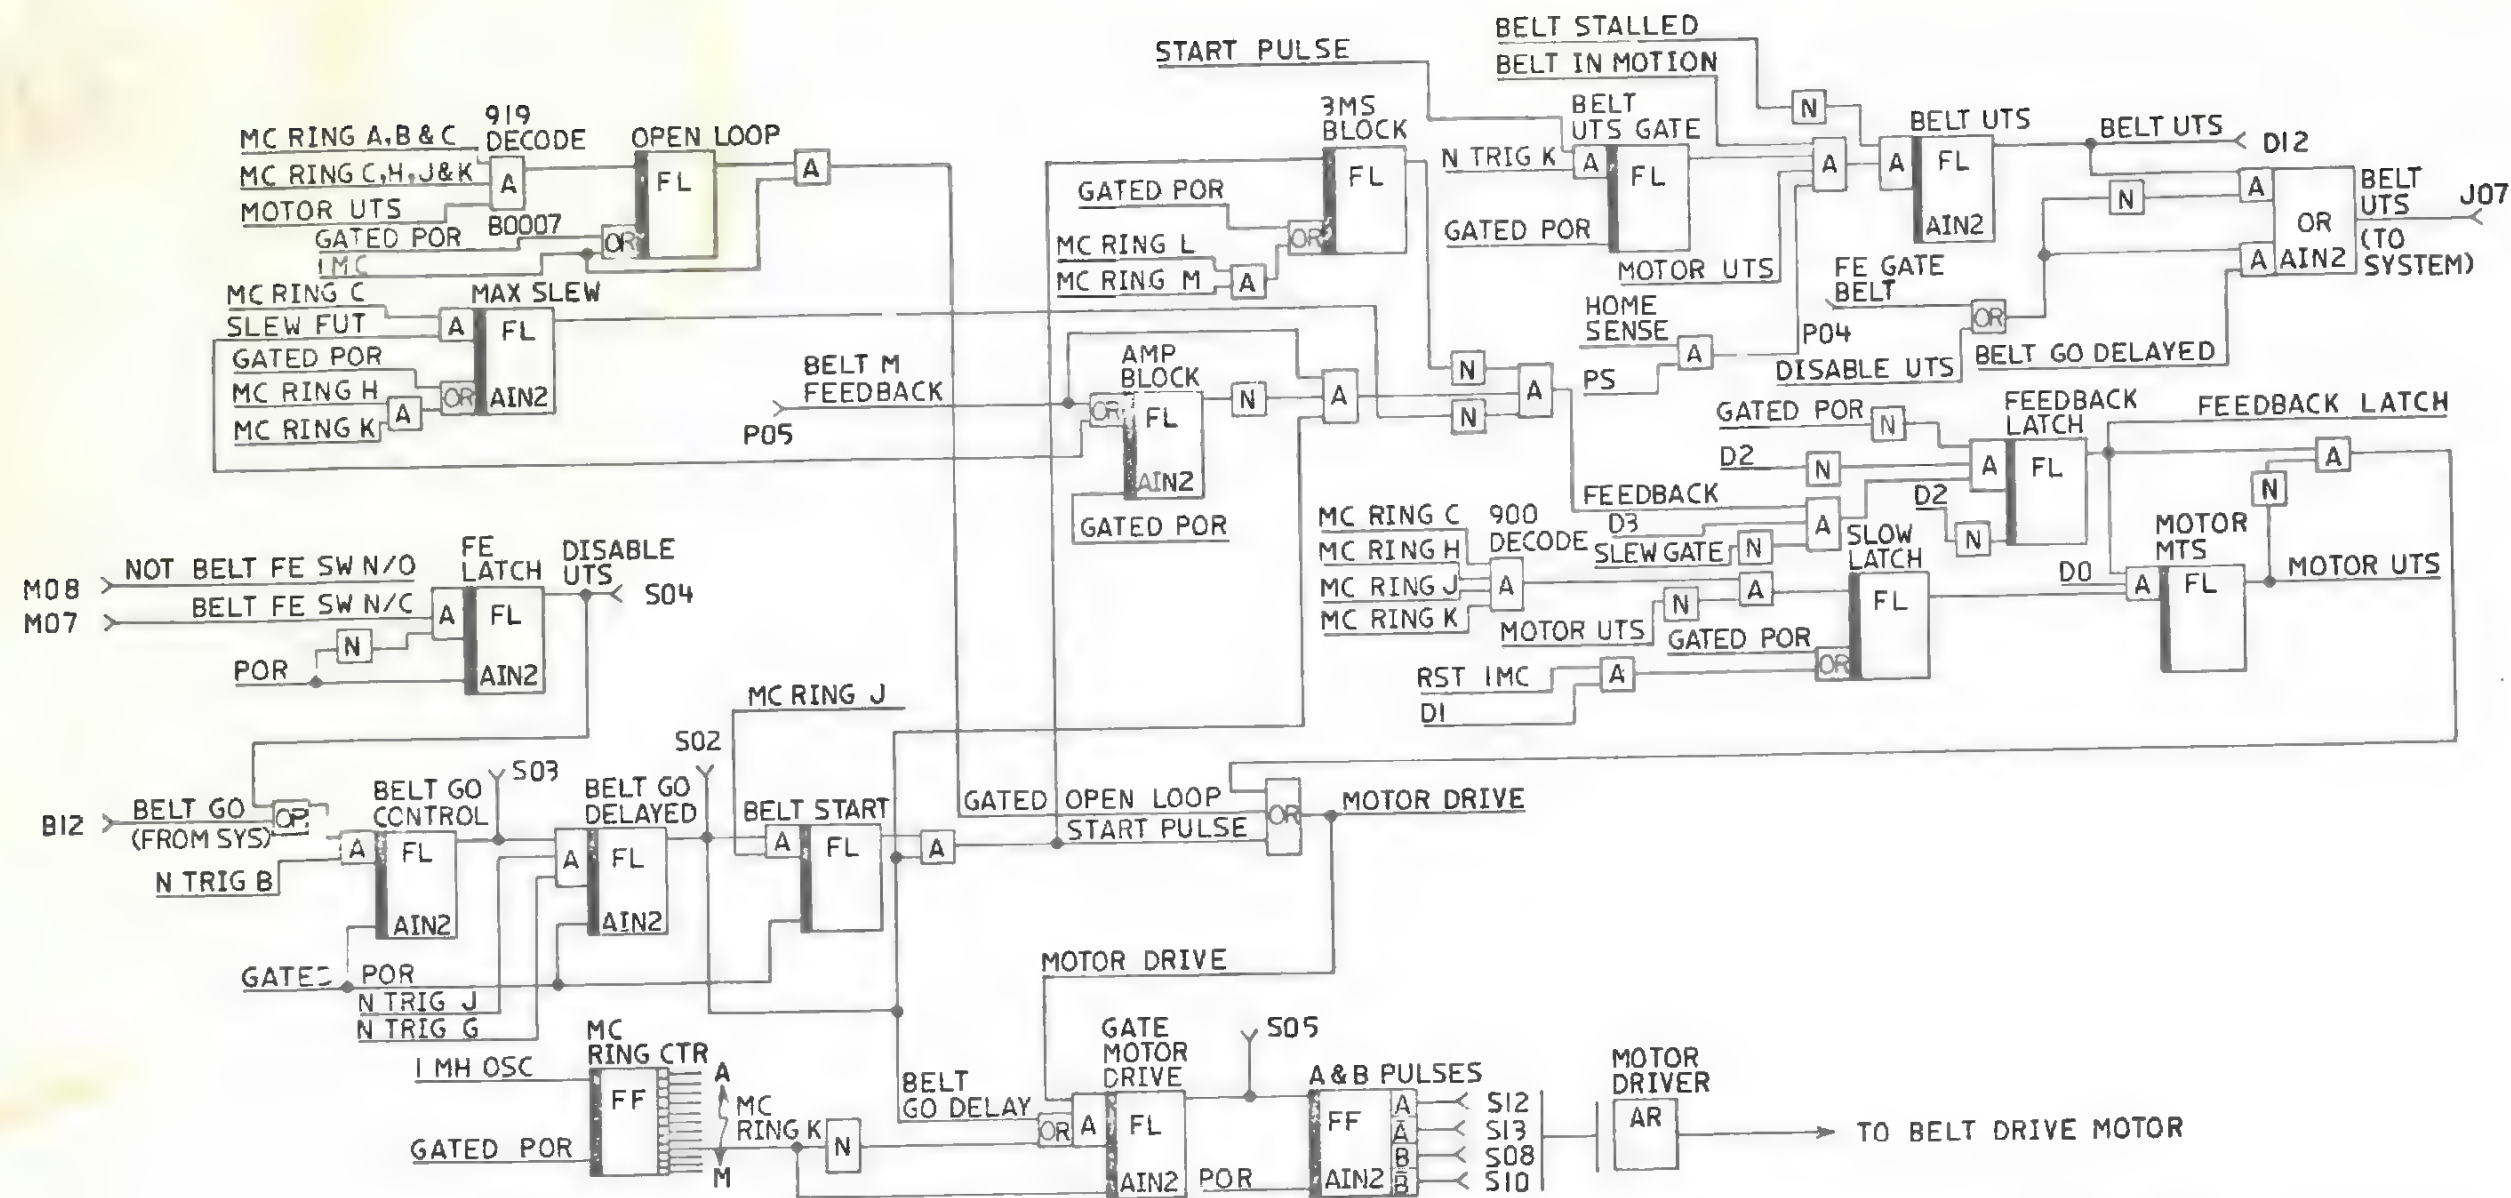 BELT STALLED
START PULSE
BELT IN MOTION
919
DECODE
MC RING A,B & C
MC RING C,H,J&K
MOTOR UTS
B0007
GATED POR
1MC
A
OPEN LOOP
FL
OR
A
3MS
BLOCK
FL
GATED POR
OR
MC RING L
MC RING M
A
BELT
UTS GATE
N TRIG K
A
FL
GATED POR
MOTOR UTS
N
A
A
BELT UTS
FL
AIN2
BELT UTS
D12
N
A
A
OR
AIN2
BELT
UTS
(TO
SYSTEM)
J07
HOME
SENSE
PS
A
P04
FE GATE
BELT
OR
DISABLE UTS
BELT GO DELAYED
MC RING C
SLEW FUT
GATED POR
MC RING H
MC RING K
A
A
OR
MAX SLEW
FL
AIN2
BELT M
FEEDBACK
P05
AMP
BLOCK
OR
FL
AIN2
GATED POR
N
A
N
N
A
GATED POR
N
D2
N
D2
N
A
FEEDBACK
LATCH
FL
FEEDBACK LATCH
A
N
FEEDBACK
D3
SLEW GATE
N
A
MC RING C
MC RING H
MC RING J
MC RING K
900
DECODE
A
MOTOR UTS
N
A
SLOW
LATCH
FL
GATED POR
OR
RST 1MC
D1
A
MOTOR
MTS
D0
A
FL
MOTOR UTS
M08
NOT BELT FE SW N/O
M07
BELT FE SW N/C
POR
N
A
FE
LATCH
FL
AIN2
DISABLE
UTS
S04
MC RING J
S02
S03
B12
BELT GO
(FROM SYS)
N TRIG B
A
BELT GO
CONTROL
FL
AIN2
A
BELT GO
DELAYED
FL
AIN2
BELT START
A
FL
A
GATED OPEN LOOP
START PULSE
OR
MOTOR DRIVE
POR
N TRIG J
N TRIG G
MOTOR DRIVE
1 MH OSC
GATED POR
MC
RING CTR
FF
A
M
MC
RING K
N
BELT
GO DELAY
OR
A
GATE
MOTOR
DRIVE
FL
AIN2
S05
A & B PULSES
POR
FF
AIN2
A
A̅
B
B̅
S12
S13
S08
S10
MOTOR
DRIVER
AR
TO BELT DRIVE MOTOR